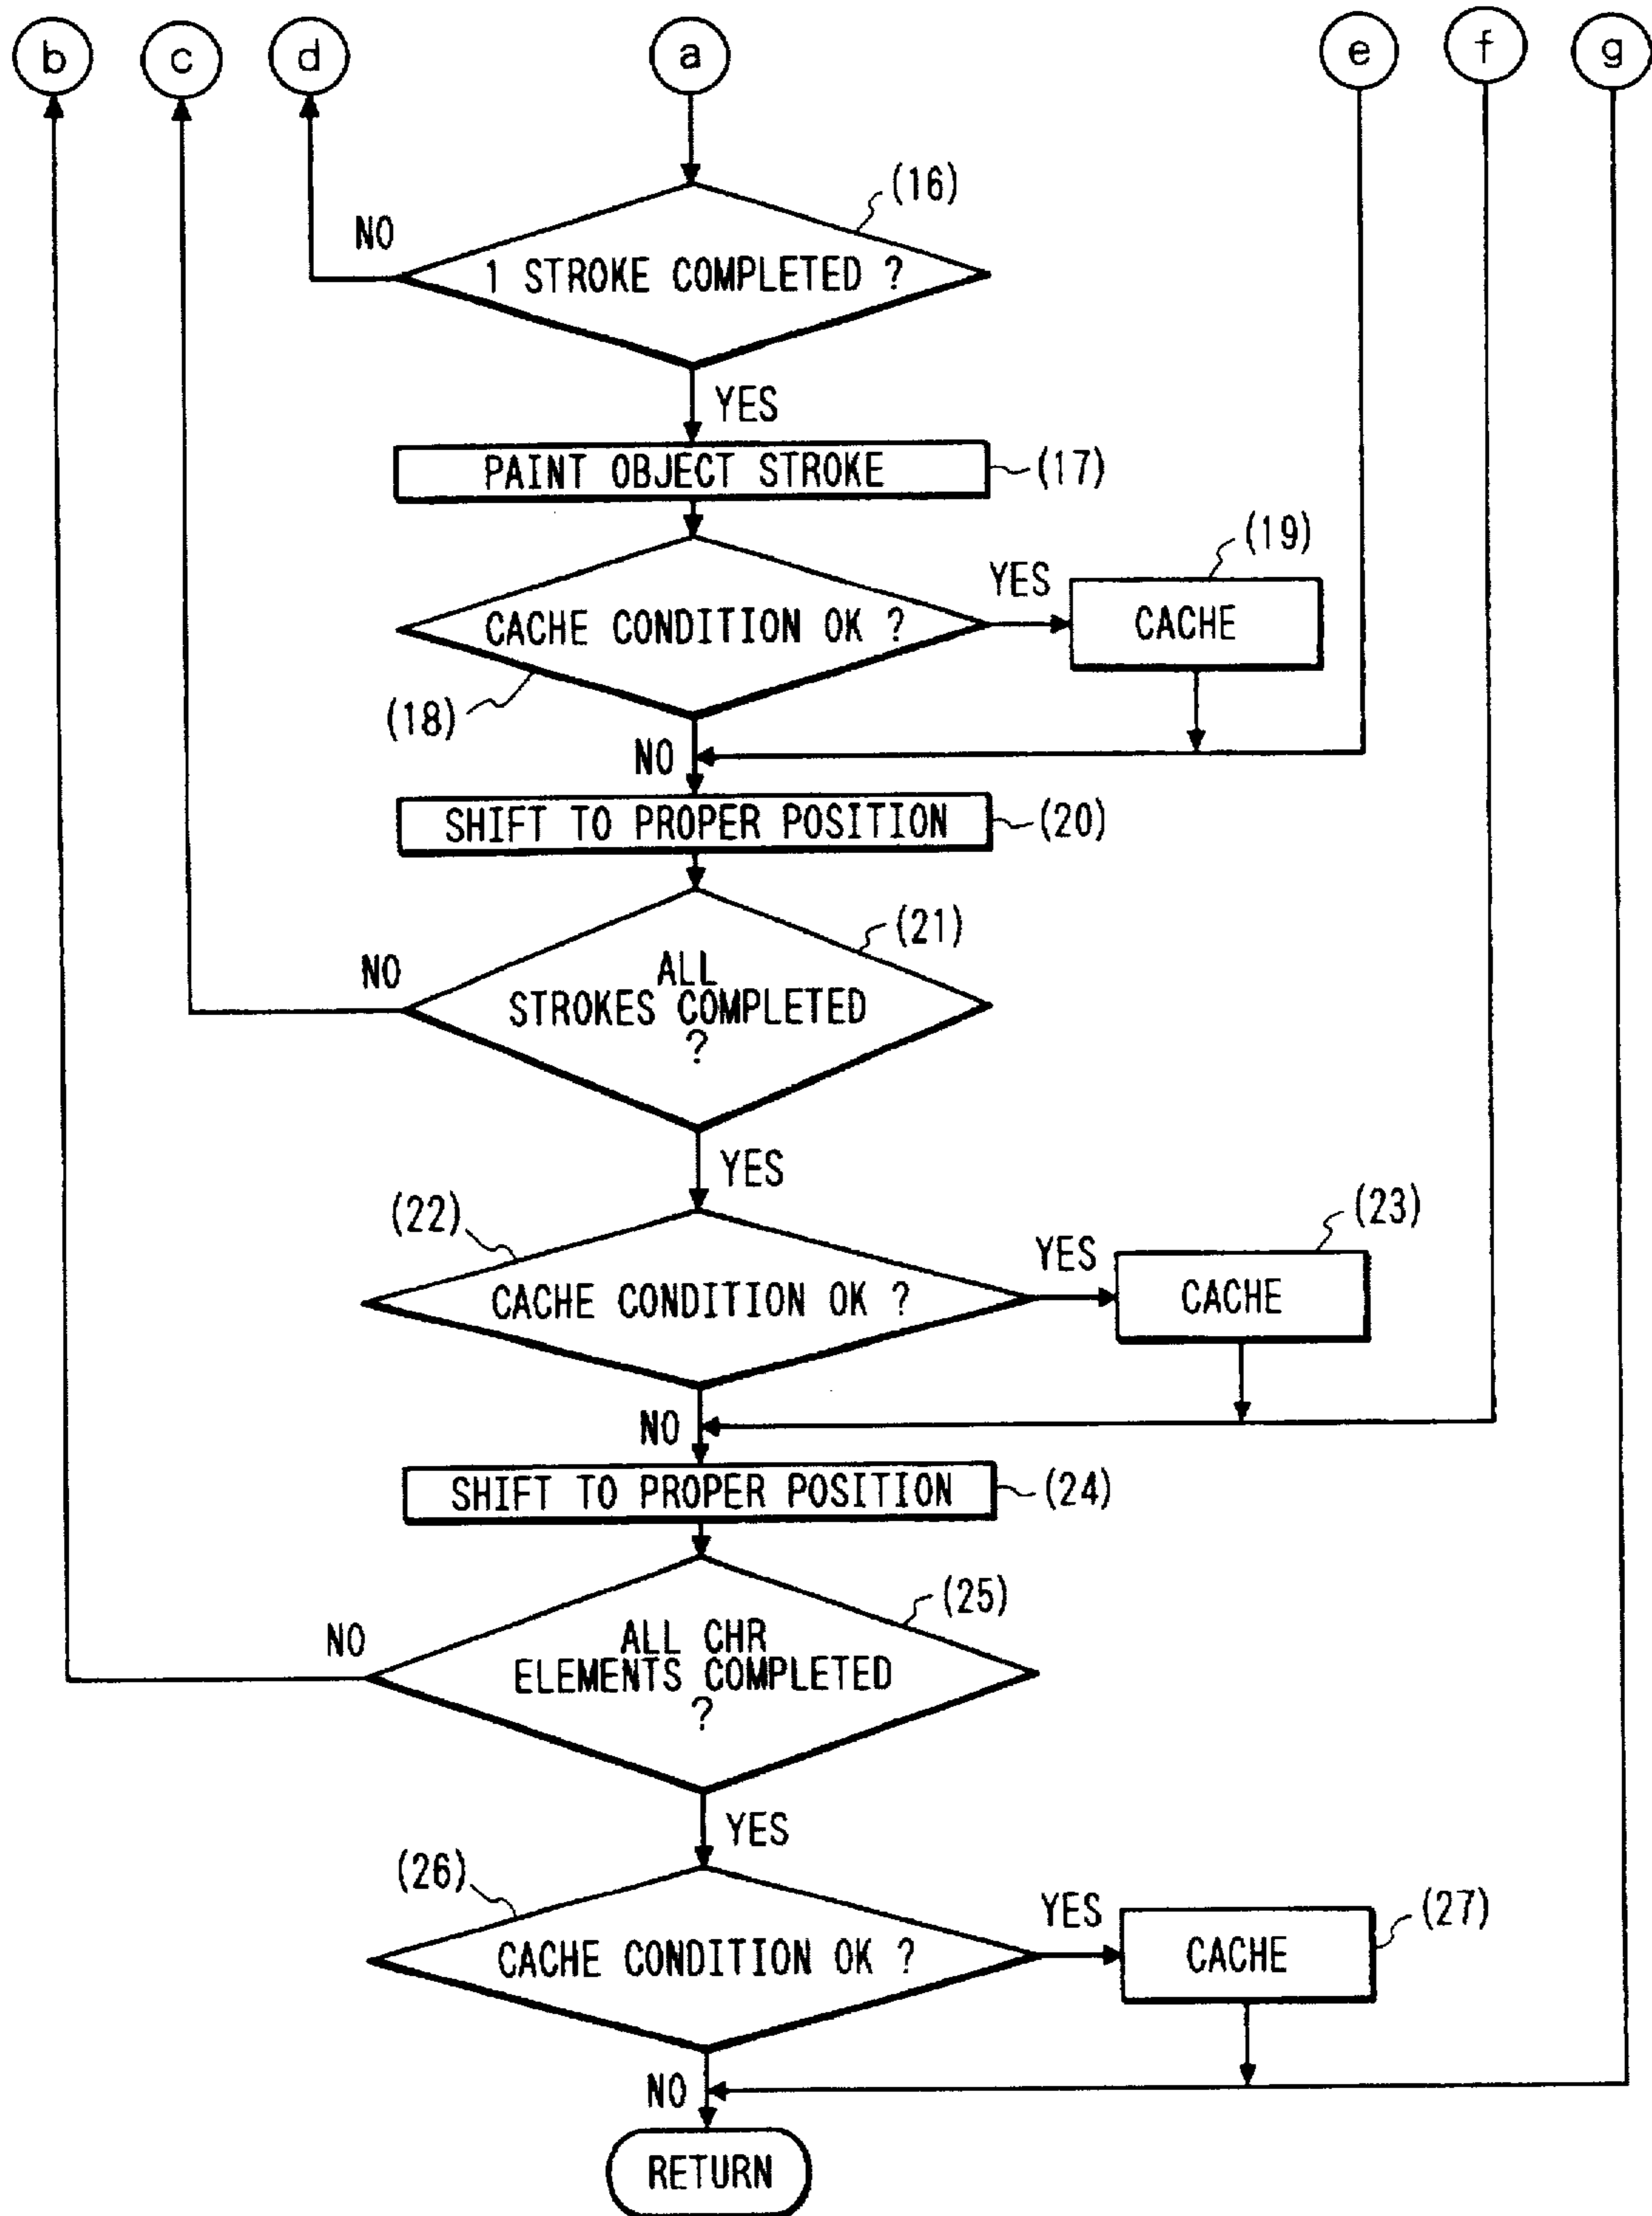 b
c
d
a
e
f
g
(16)
NO
1 STROKE COMPLETED ?
YES
PAINT OBJECT STROKE
(17)
(19)
YES
CACHE CONDITION OK ?
CACHE
(18)
NO
SHIFT TO PROPER POSITION
(20)
(21)
NO
ALL
STROKES COMPLETED
?
YES
(22)
(23)
YES
CACHE CONDITION OK ?
CACHE
NO
SHIFT TO PROPER POSITION
(24)
(25)
NO
ALL CHR
ELEMENTS COMPLETED
?
YES
(26)
YES
(27)
CACHE CONDITION OK ?
CACHE
NO
RETURN